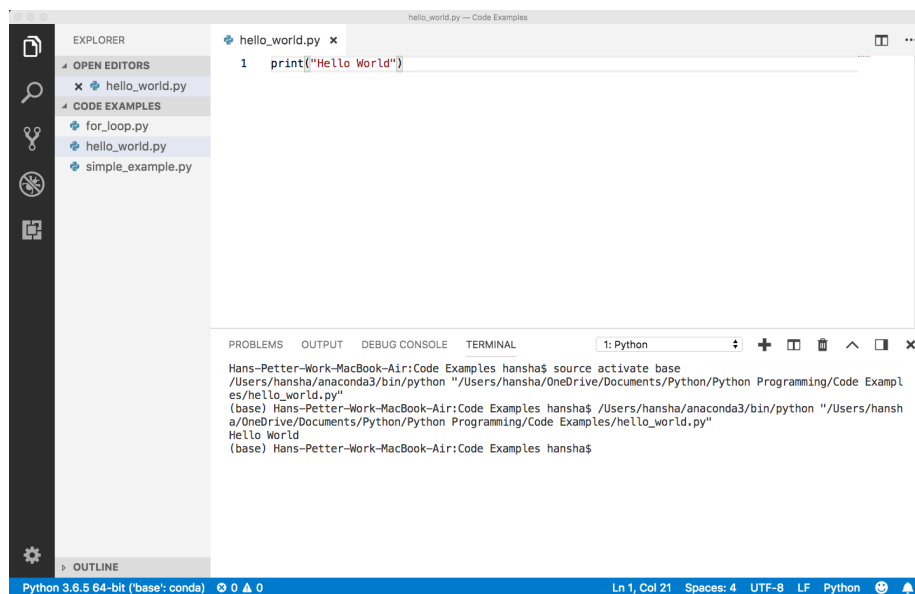 hello_world.py — Code Examples
EXPLORER
OPEN EDITORS
hello_world.py
CODE EXAMPLES
for_loop.py
hello_world.py
simple_example.py
OUTLINE
hello_world.py
1 print("Hello World")
PROBLEMS OUTPUT DEBUG CONSOLE TERMINAL 1: Python
Hans-Petter-Work-MacBook-Air:Code Examples hansha$ source activate base
/Users/hansha/anaconda3/bin/python "/Users/hansha/OneDrive/Documents/Python/Python Programming/Code Exampl
es/hello_world.py"
(base) Hans-Petter-Work-MacBook-Air:Code Examples hansha$ /Users/hansha/anaconda3/bin/python "/Users/hansh
a/OneDrive/Documents/Python/Python Programming/Code Examples/hello_world.py"
Hello World
(base) Hans-Petter-Work-MacBook-Air:Code Examples hansha$
Python 3.6.5 64-bit ('base': conda) 0 0 Ln 1, Col 21 Spaces: 4 UTF-8 LF Python